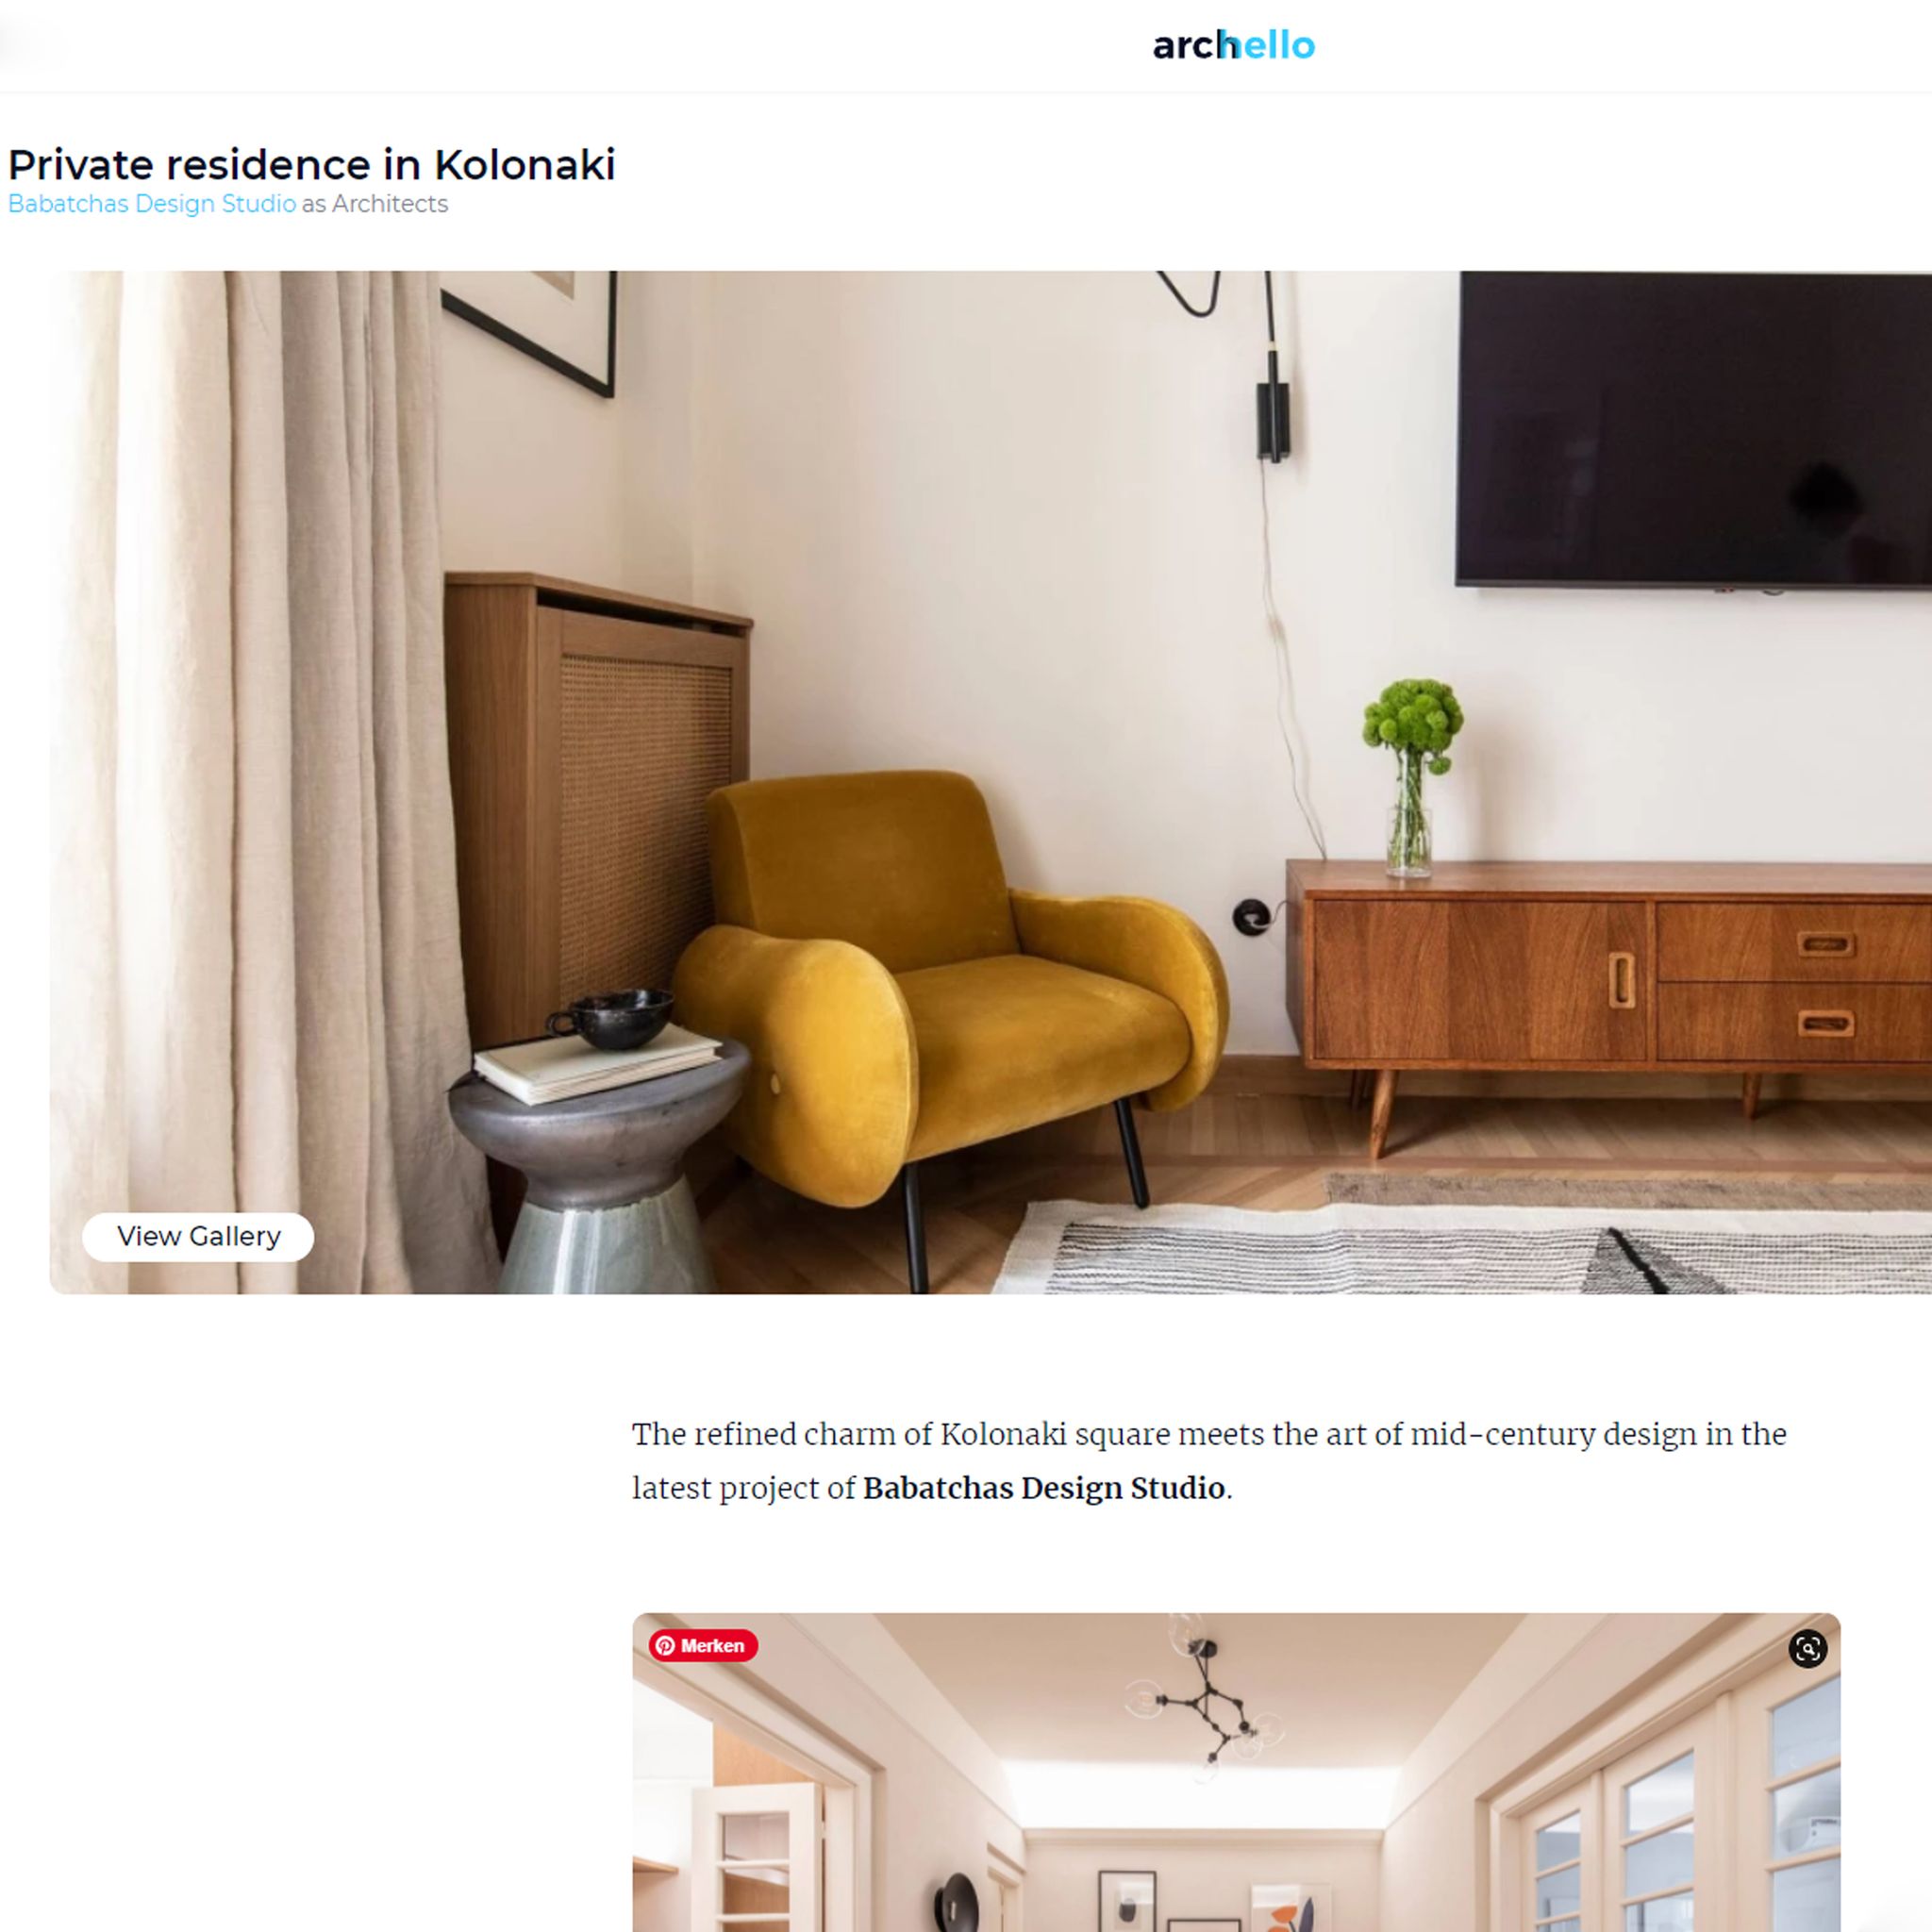 archello
Private residence in Kolonaki
Babatchas Design Studio as Architects
View Gallery
The refined charm of Kolonaki square meets the art of mid-century design in the
latest project of Babatchas Design Studio.
Merken